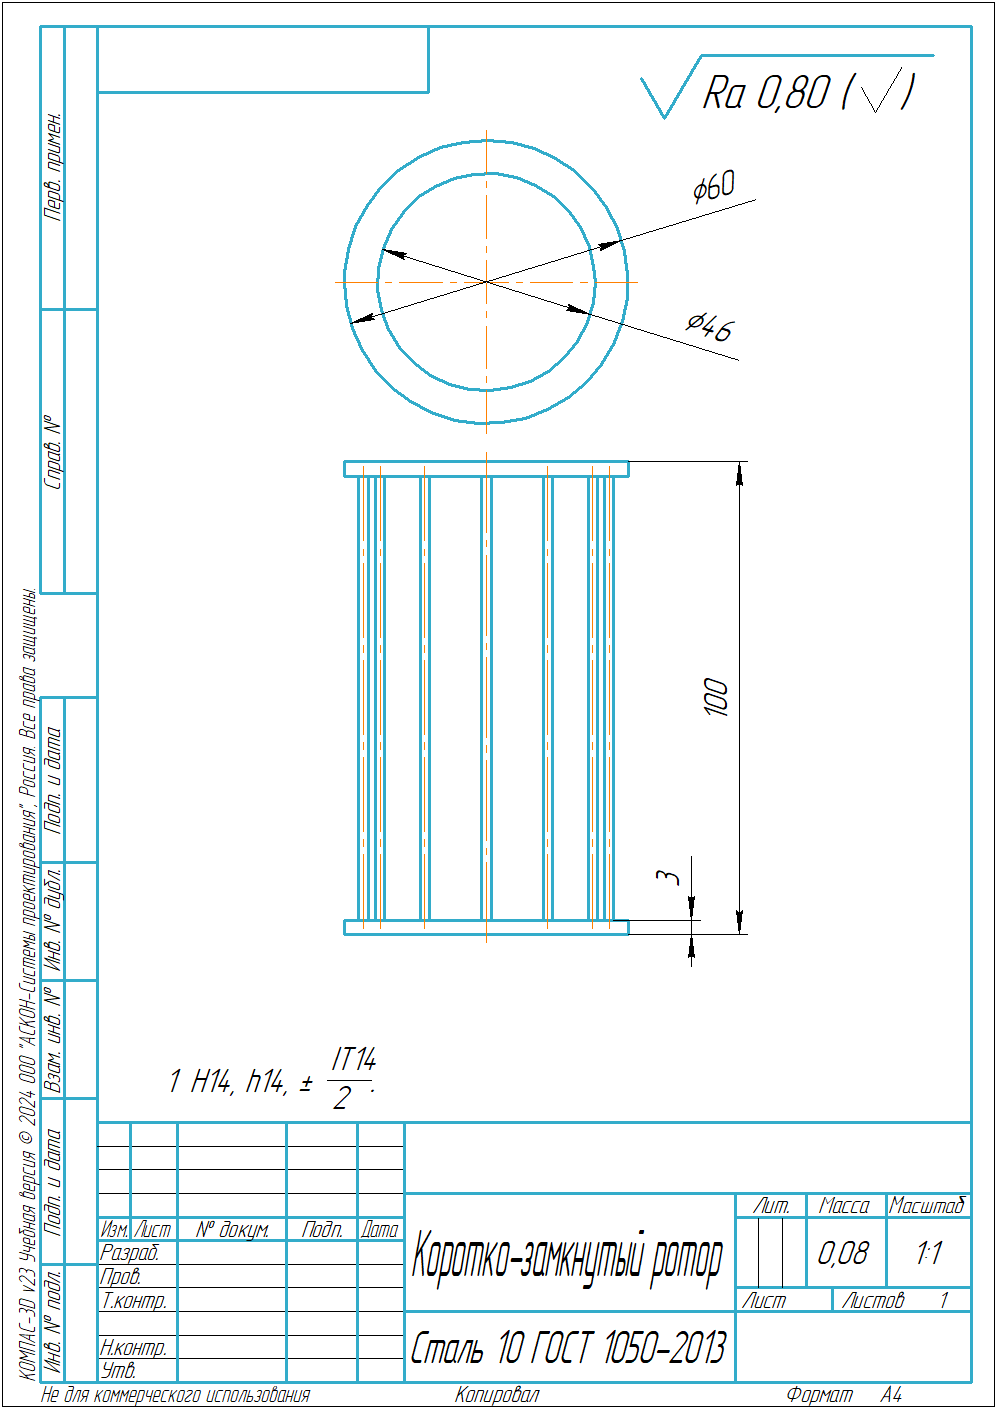 Перв. примен.
Справ. №
Подп. и дата
Инв. № дубл.
Взам. инв. №
Подп. и дата
Инв. № подл.
КОМПАС-3D v23 Учебная версия © 2024 ООО "АСКОН-Системы проектирования", Россия. Все права защищены.
Ra 0,80 (√)
⌀60
⌀46
100
3
1 H14, h14, ± IT14/2.
Изм. Лист № докум. Подп. Дата
Разраб.
Пров.
Т.контр.
Н.контр.
Утв.
Коротко-замкнутый ротор
Сталь 10 ГОСТ 1050-2013
Лит. Масса Масштаб
0,08 1:1
Лист Листов 1
Не для коммерческого использования Копировал Формат А4